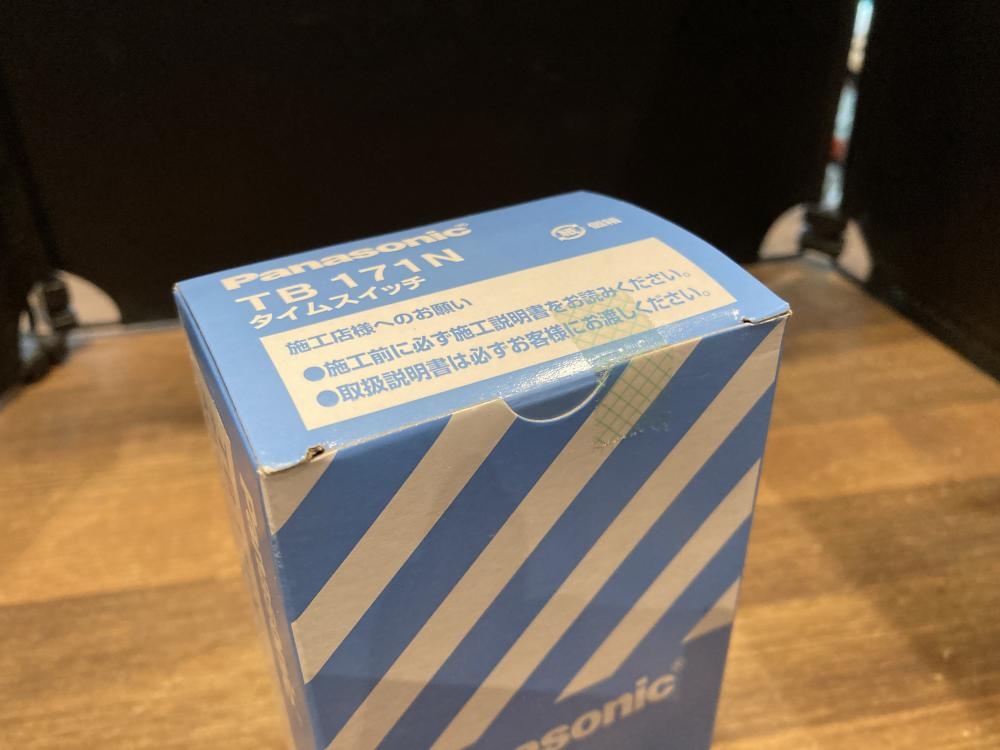 Panasonic
TB 171N
タイムスイッチ
施工店様へのお願い
●施工前に必ず施工説明書をお読みください。
●取扱説明書は必ずお客様にお渡しください。
Panasonic